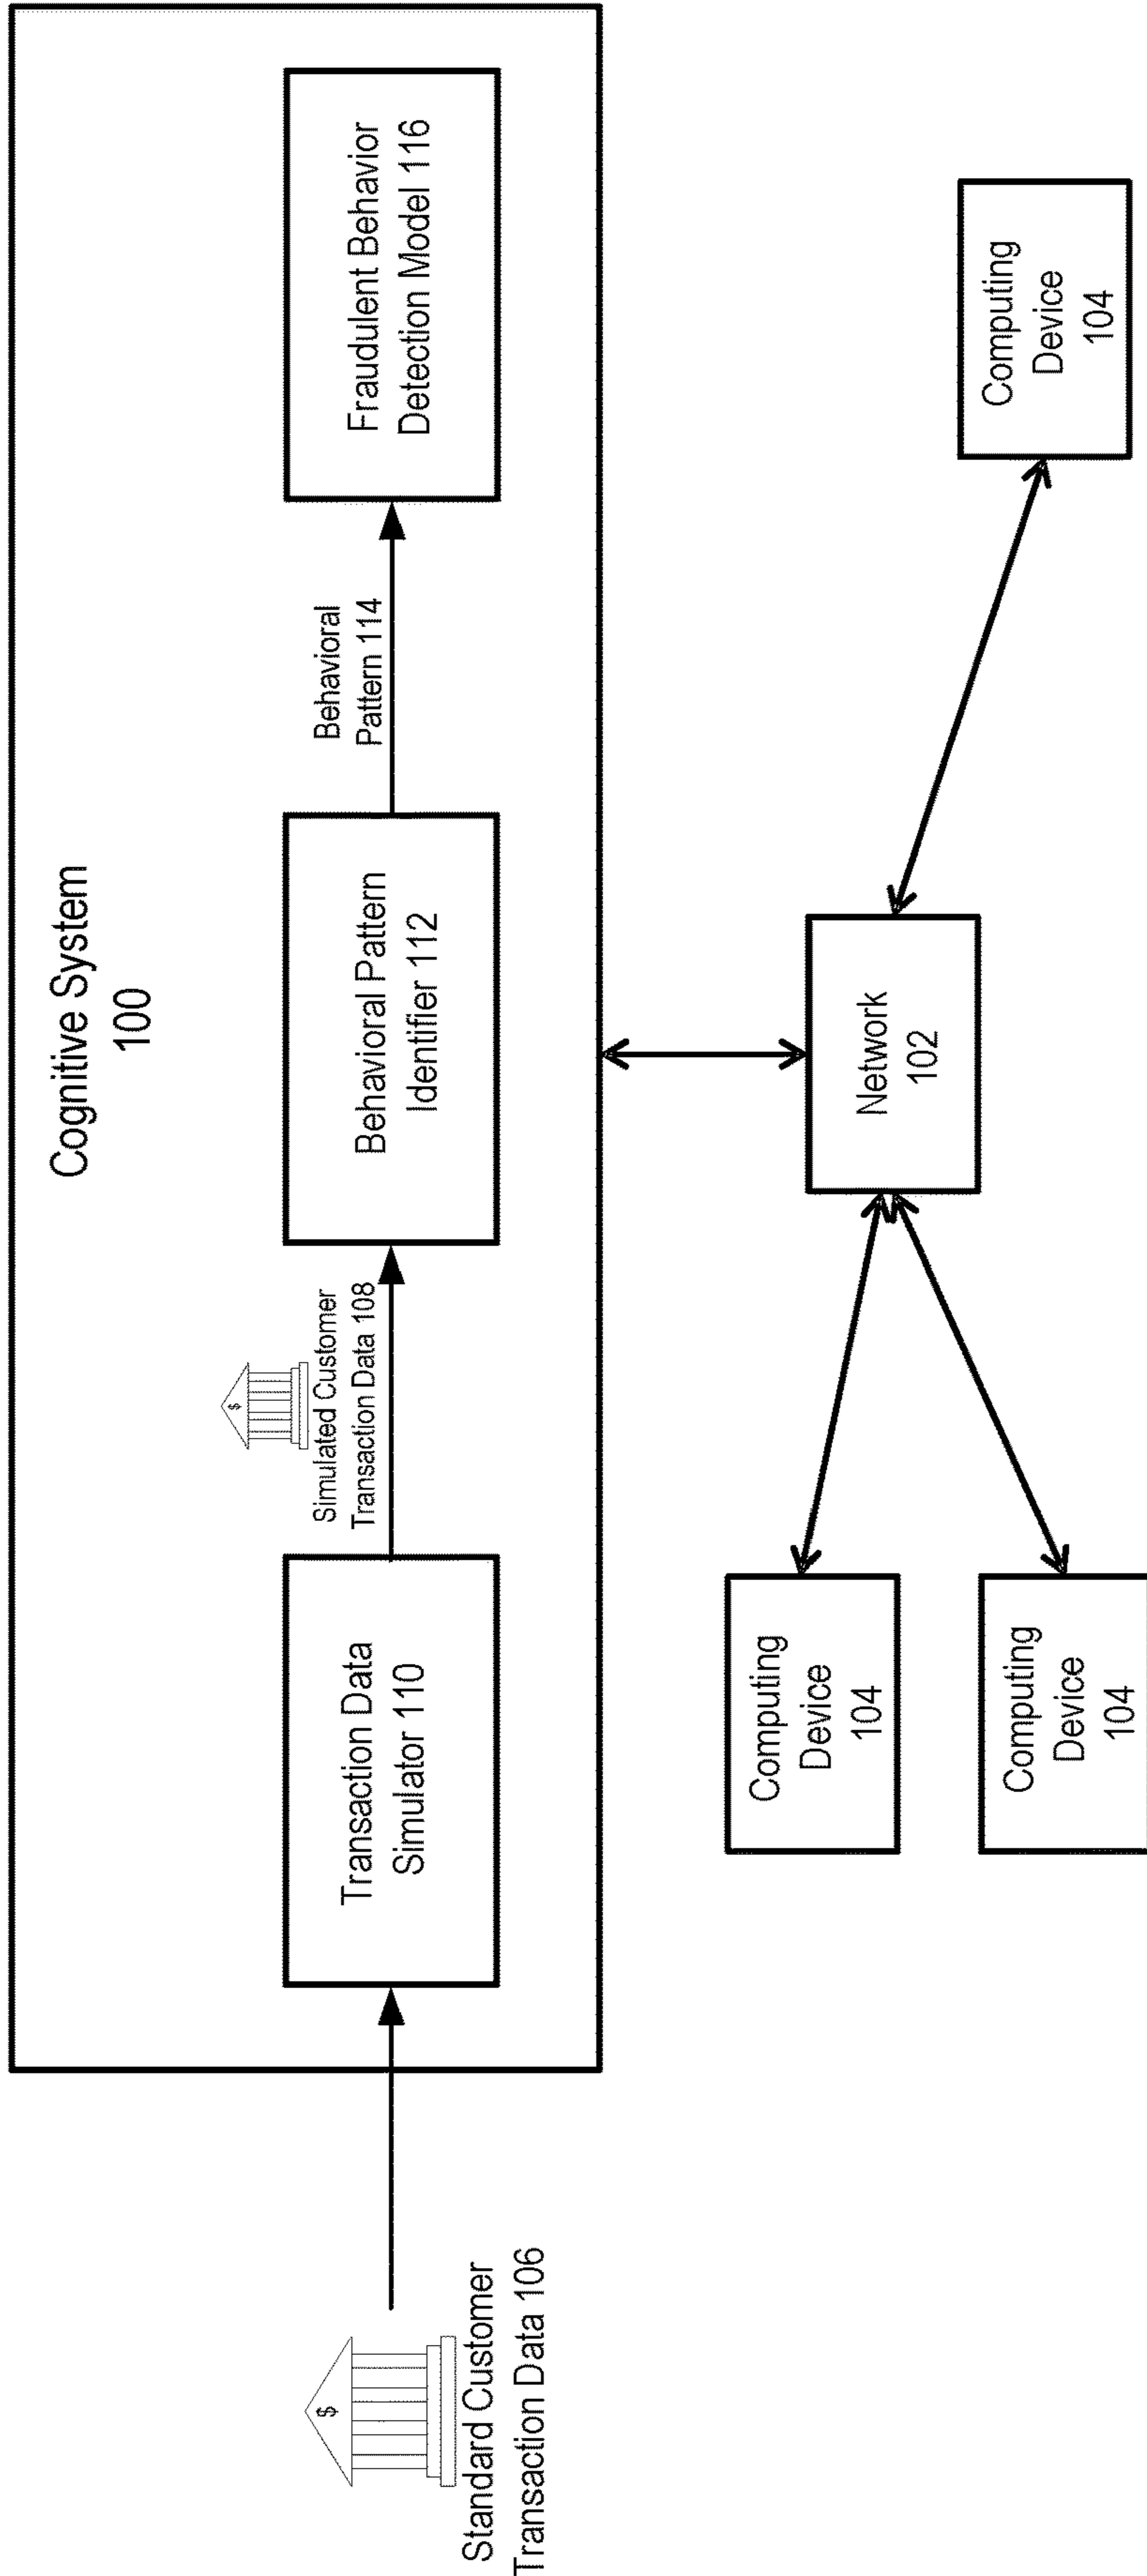 Cognitive System
100
$
Standard Customer
Transaction Data 106
Transaction Data
Simulator 110
$
Simulated Customer
Transaction Data 108
Behavioral Pattern
Identifier 112
Behavioral
Pattern 114
Fraudulent Behavior
Detection Model 116
Computing
Device
104
Computing
Device
104
Network
102
Computing
Device
104